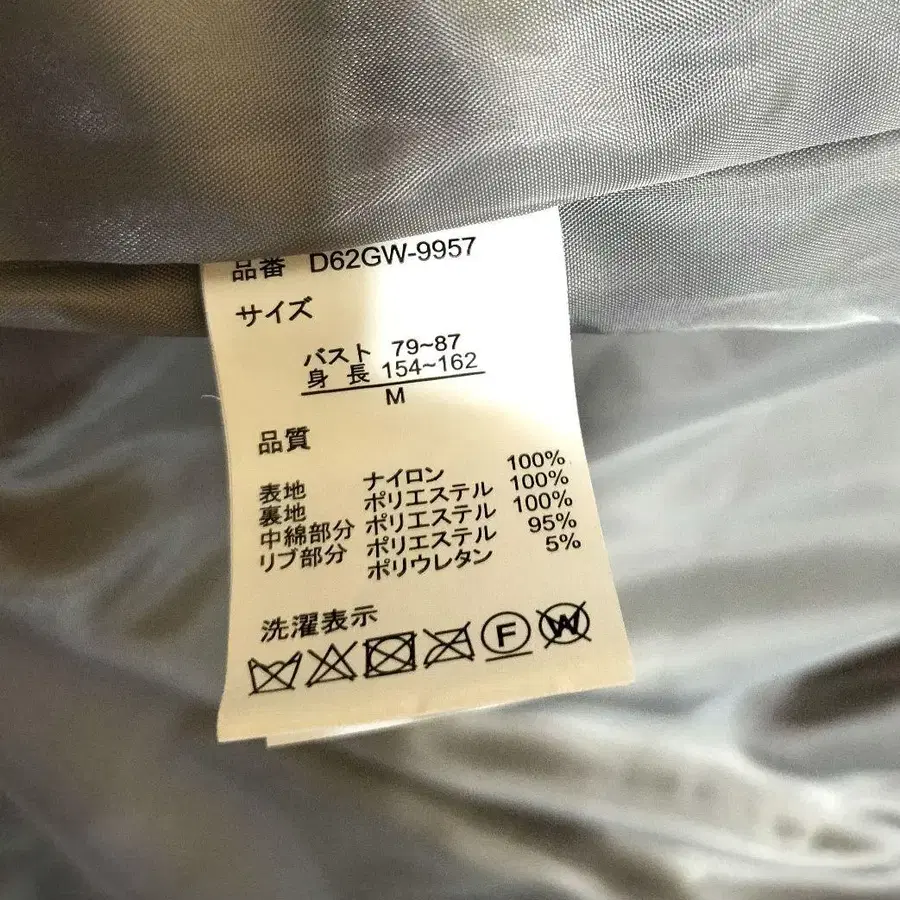 品番 D62GW-9957
サイズ
バスト 79~87
身長 154~162
M
品質
表地 ナイロン 100%
裏地 ポリエステル 100%
中綿部分 ポリエステル 100%
リブ部分 ポリエステル 95%
ポリウレタン 5%
洗濯表示
F W